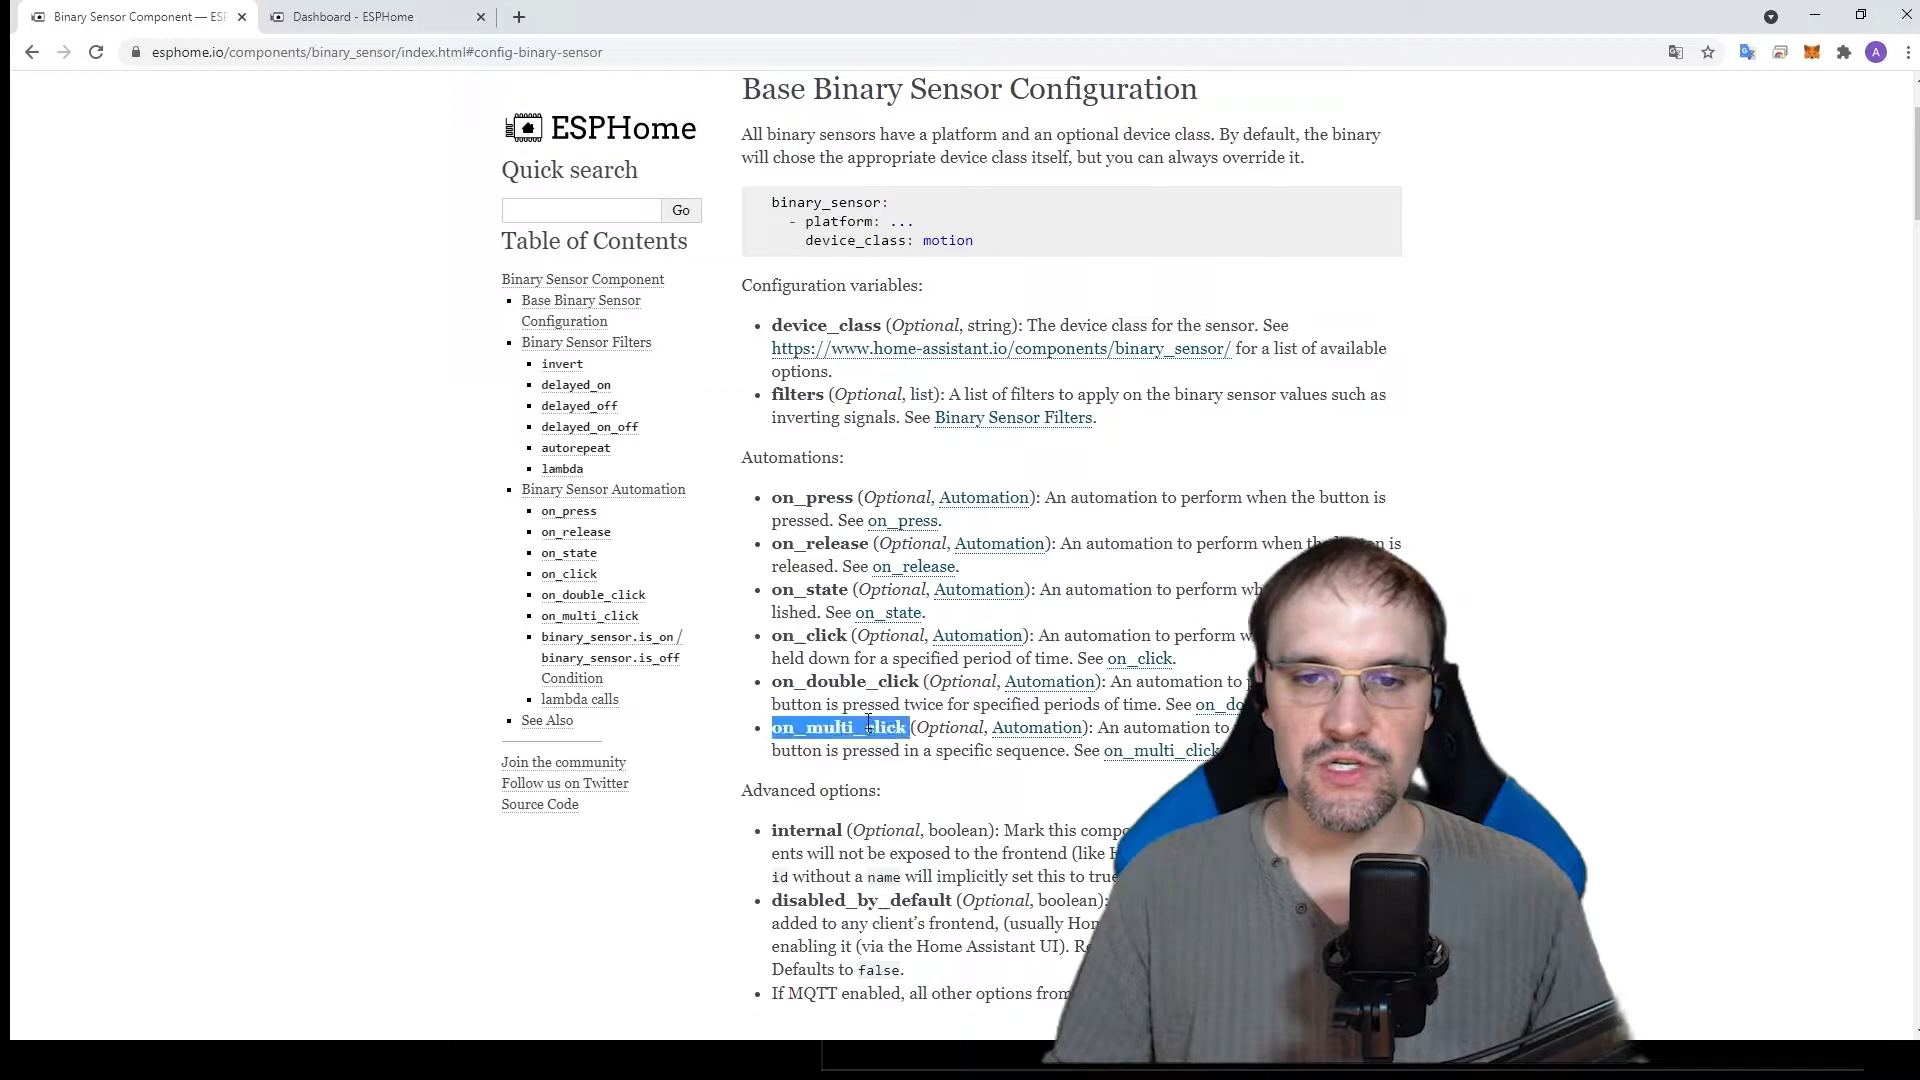 Binary Sensor Component — ESP
Dashboard - ESPHome
esphome.io/components/binary_sensor/index.html#config-binary-sensor
A
ESPHome
Quick search
Go
Table of Contents
Binary Sensor Component
Base Binary Sensor
Configuration
Binary Sensor Filters
invert
delayed_on
delayed_off
delayed_on_off
autorepeat
lambda
Binary Sensor Automation
on_press
on_release
on_state
on_click
on_double_click
on_multi_click
binary_sensor.is_on /
binary_sensor.is_off
Condition
lambda calls
See Also
Join the community
Follow us on Twitter
Source Code
Base Binary Sensor Configuration
All binary sensors have a platform and an optional device class. By default, the binary
will chose the appropriate device class itself, but you can always override it.
binary_sensor:
- platform: ...
device_class: motion
Configuration variables:
device_class (Optional, string): The device class for the sensor. See
https://www.home-assistant.io/components/binary_sensor/ for a list of available
options.
filters (Optional, list): A list of filters to apply on the binary sensor values such as
inverting signals. See Binary Sensor Filters.
Automations:
on_press (Optional, Automation): An automation to perform when the button is
pressed. See on_press.
on_release (Optional, Automation): An automation to perform when is
released. See on_release.
on_state (Optional, Automation): An automation to perform wh
lished. See on_state.
on_click (Optional, Automation): An automation to perform w
held down for a specified period of time. See on_click.
on_double_click (Optional, Automation): An automation to
button is pressed twice for specified periods of time. See on_do
on_multi_click (Optional, Automation): An automation to
button is pressed in a specific sequence. See on_multi_click
Advanced options:
internal (Optional, boolean): Mark this compo
ents will not be exposed to the frontend (like H
id without a name will implicitly set this to true
disabled_by_default (Optional, boolean):
added to any client's frontend, (usually Hom
enabling it (via the Home Assistant UI). Re
Defaults to false.
If MQTT enabled, all other options from